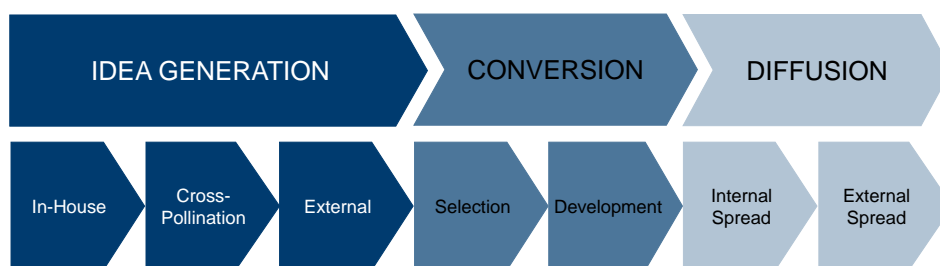 IDEA GENERATION
CONVERSION
DIFFUSION
In-House
Cross-
Pollination
External
Selection
Development
Internal
Spread
External
Spread